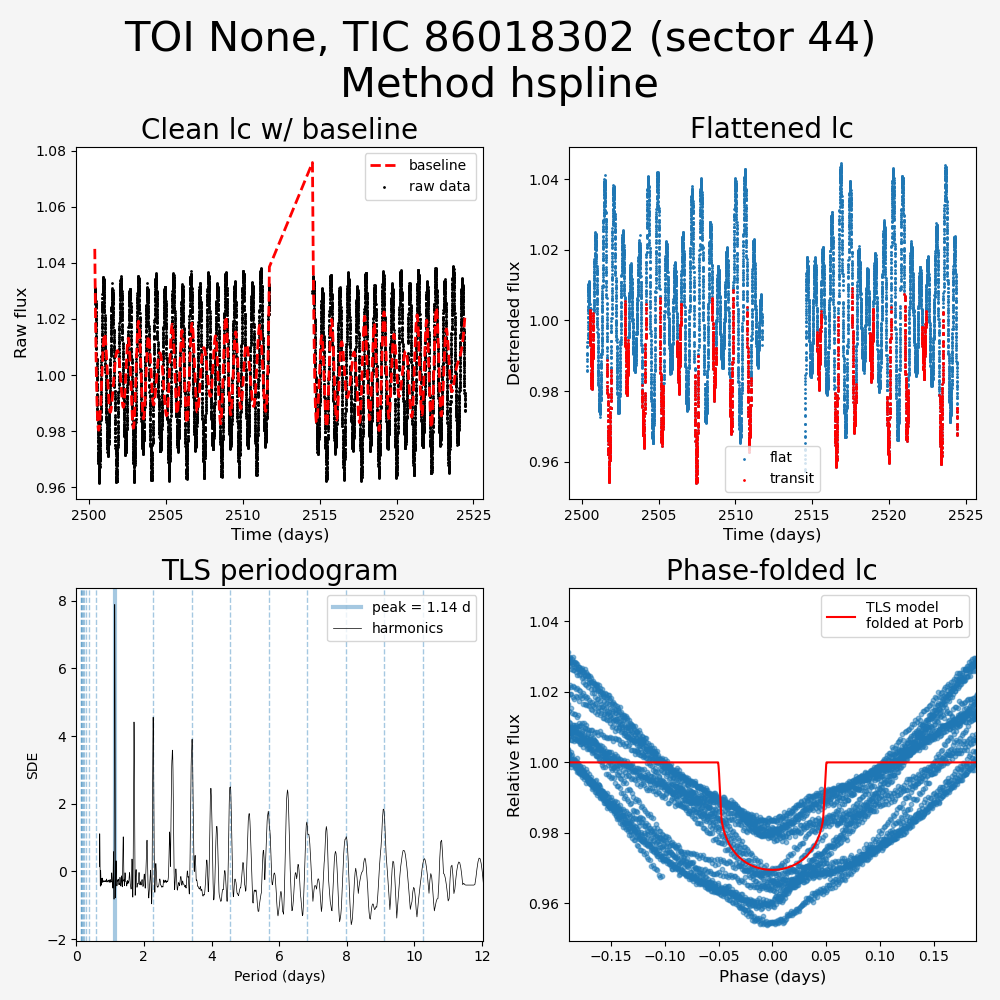 TOI None, TIC 86018302 (sector 44)
Method hspline
Clean lc w/ baseline
Flattened lc
baseline
raw data
1.08
1.06
1.04
1.02
1.00
0.98
0.96
Raw flux
2500
2505
2510
2515
2520
2525
Time (days)
1.04
1.02
1.00
0.98
0.96
Detrended flux
flat
transit
2500
2505
2510
2515
2520
2525
Time (days)
TLS periodogram
Phase-folded lc
peak = 1.14 d
harmonics
8
6
4
2
0
−2
SDE
0
2
4
6
8
10
12
Period (days)
TLS model
folded at Porb
1.04
1.02
1.00
0.98
0.96
Relative flux
−0.15
−0.10
−0.05
0.00
0.05
0.10
0.15
Phase (days)